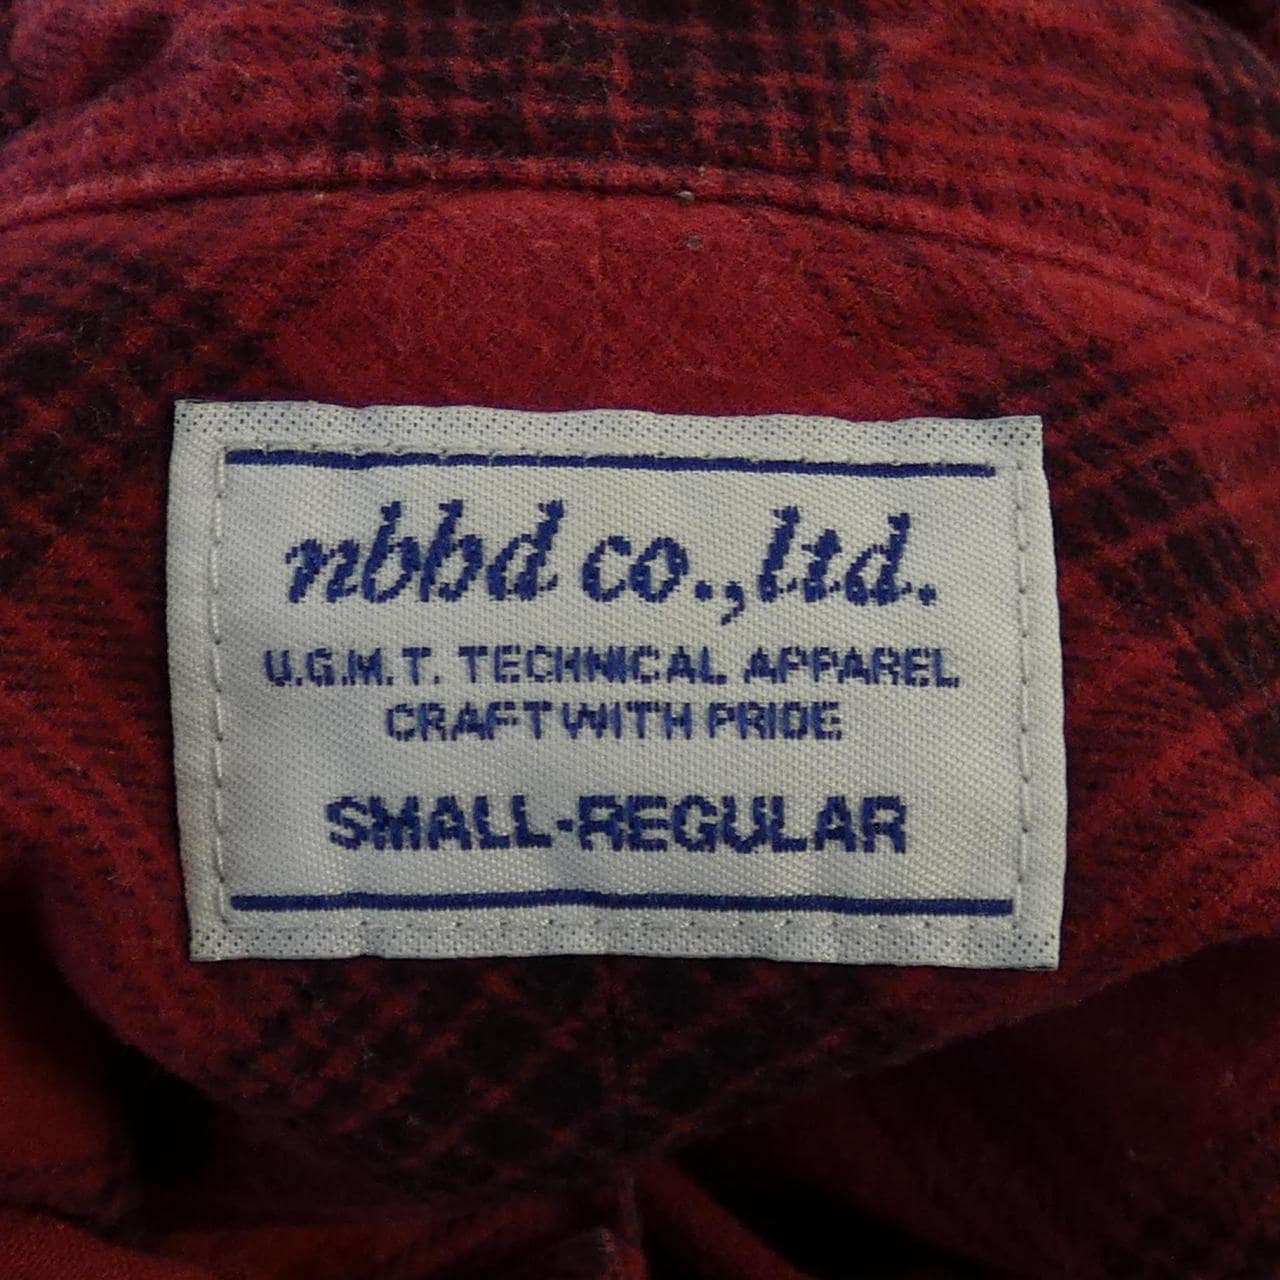 nbbd co.,ltd.
U.G.M.T. TECHNICAL APPAREL
CRAFT WITH PRIDE
SMALL-REGULAR